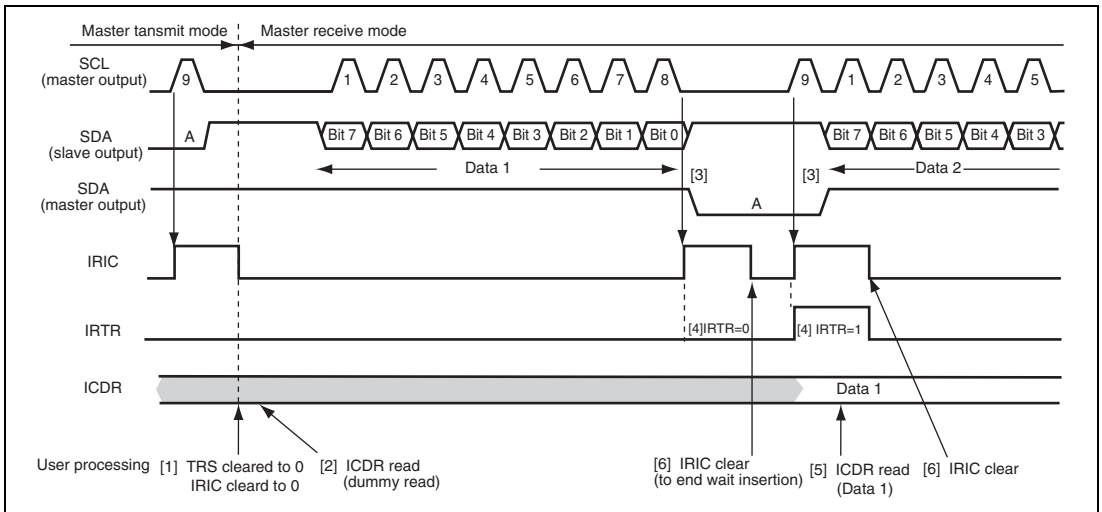 Master tansmit mode Master receive mode
SCL
(master output)
9 1 2 3 4 5 6 7 8 9 1 2 3 4 5
SDA
(slave output)
A Bit 7 Bit 6 Bit 5 Bit 4 Bit 3 Bit 2 Bit 1 Bit 0 Bit 7 Bit 6 Bit 5 Bit 4 Bit 3
Data 1 [3] [3] Data 2
SDA
(master output)
A
IRIC
IRTR
[4]IRTR=0 [4] IRTR=1
ICDR
Data 1
User processing [1] TRS cleared to 0
IRIC cleard to 0
[2] ICDR read
(dummy read)
[6] IRIC clear
(to end wait insertion)
[5] ICDR read
(Data 1)
[6] IRIC clear